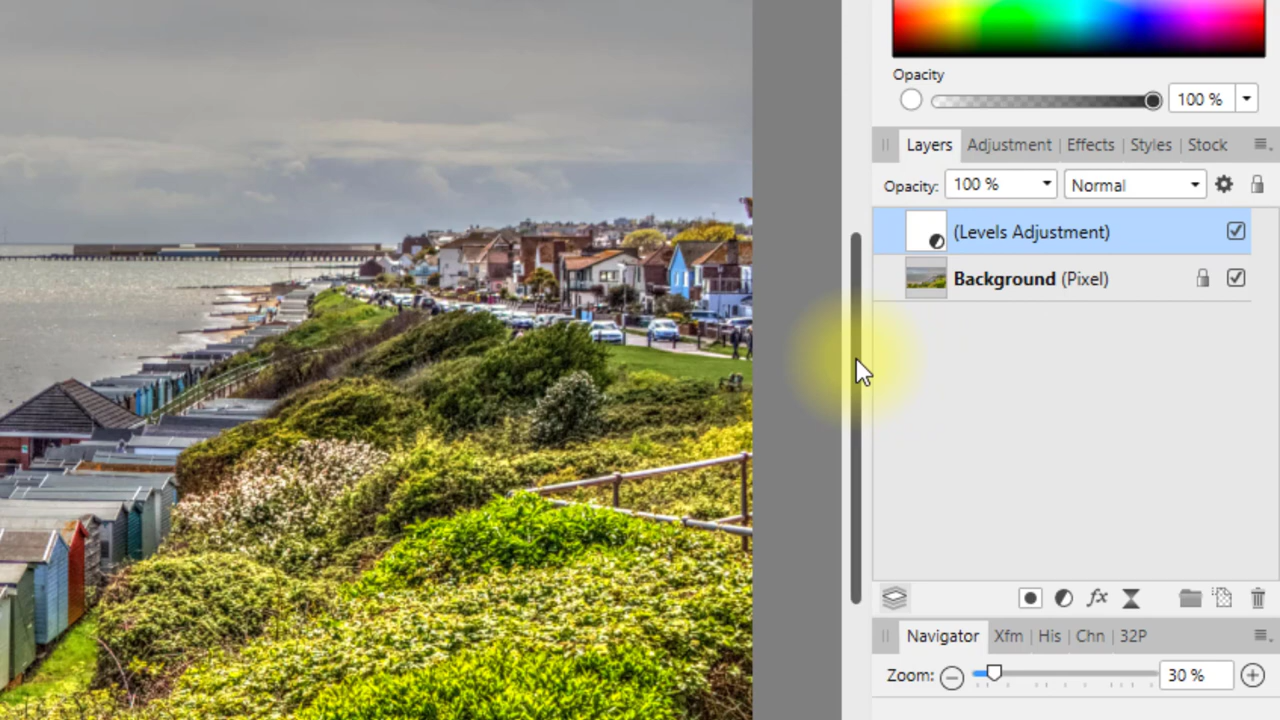 Opacity
100 %
Layers Adjustment Effects Styles Stock
Opacity: 100 % Normal
(Levels Adjustment)
Background (Pixel)
fx
Navigator Xfm His Chn 32P
Zoom: 30 %